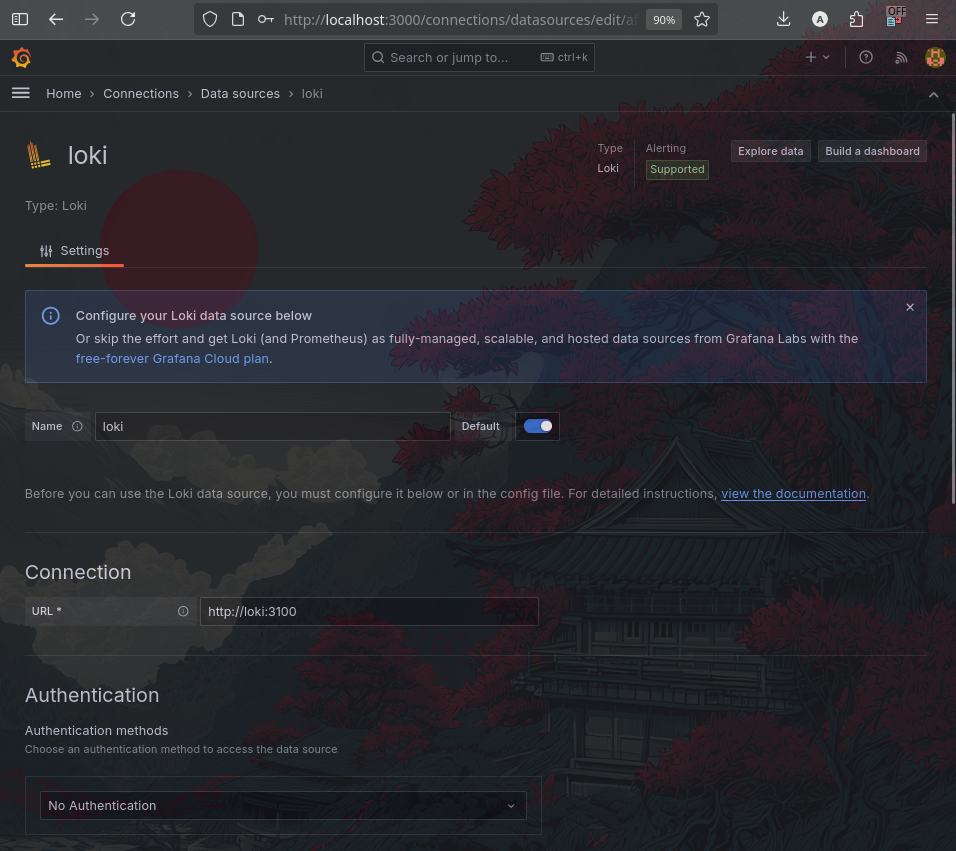 http://localhost:3000/connections/datasources/edit/af
90%
A
OFF
Search or jump to...
ctrl+k
Home > Connections > Data sources > loki
loki
Type
Loki
Alerting
Supported
Explore data
Build a dashboard
Type: Loki
Settings
Configure your Loki data source below
Or skip the effort and get Loki (and Prometheus) as fully-managed, scalable, and hosted data sources from Grafana Labs with the
free-forever Grafana Cloud plan.
Name
loki
Default
Before you can use the Loki data source, you must configure it below or in the config file. For detailed instructions, view the documentation.
Connection
URL *
http://loki:3100
Authentication
Authentication methods
Choose an authentication method to access the data source
No Authentication